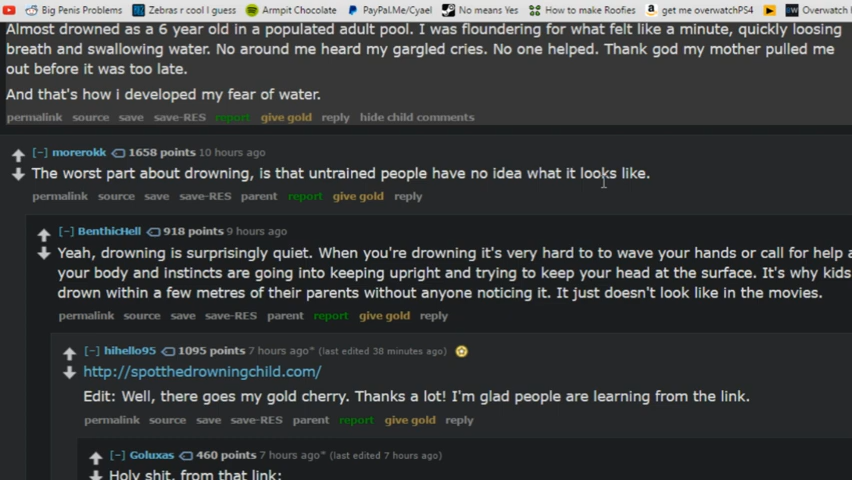 Big Penis Problems Zebras r cool I guess Armpit Chocolate PayPal.Me/Cyael No means Yes How to make Roofies get me overwatchPS4 Overwatch
Almost drowned as a 6 year old in a populated adult pool. I was floundering for what felt like a minute, quickly loosing
breath and swallowing water. No around me heard my gargled cries. No one helped. Thank god my mother pulled me
out before it was too late.
And that's how i developed my fear of water.
permalink source save save-RES report give gold reply hide child comments
[-] morerokk 1658 points 10 hours ago
The worst part about drowning, is that untrained people have no idea what it looks like.
permalink source save save-RES parent report give gold reply
[-] BenthicHell 918 points 9 hours ago
Yeah, drowning is surprisingly quiet. When you're drowning it's very hard to to wave your hands or call for help a
your body and instincts are going into keeping upright and trying to keep your head at the surface. It's why kids
drown within a few metres of their parents without anyone noticing it. It just doesn't look like in the movies.
permalink source save save-RES parent report give gold reply
[-] hihello95 1095 points 7 hours ago* (last edited 38 minutes ago)
http://spotthedrowningchild.com/
Edit: Well, there goes my gold cherry. Thanks a lot! I'm glad people are learning from the link.
permalink source save save-RES parent report give gold reply
[-] Goluxas 460 points 7 hours ago* (last edited 7 hours ago)
Holy shit, from that link: